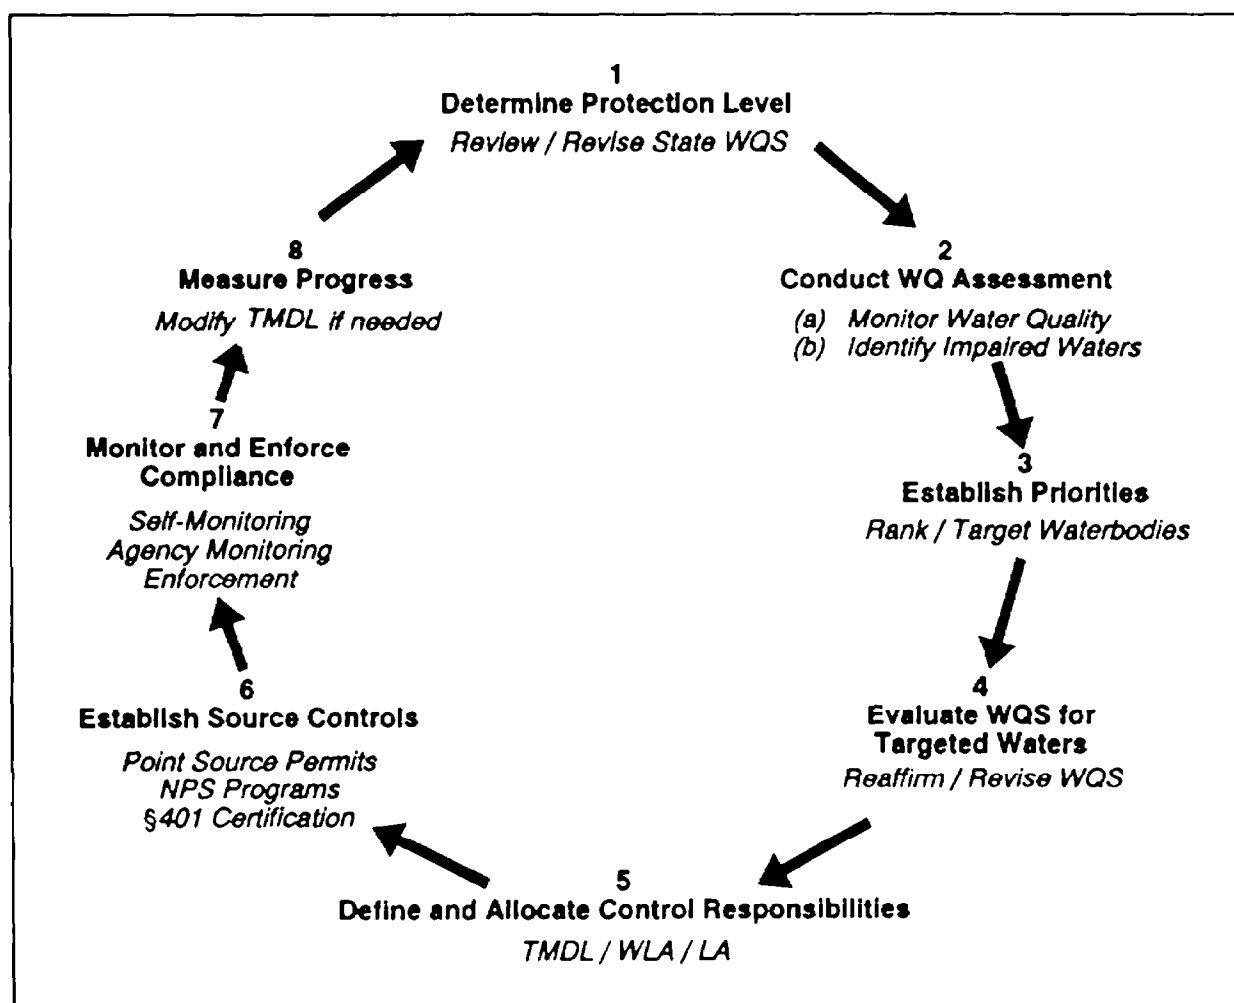 1
Determine Protection Level
Review / Revise State WQS
2
Conduct WQ Assessment
(a) Monitor Water Quality
(b) Identify Impaired Waters
3
Establish Priorities
Rank / Target Waterbodies
4
Evaluate WQS for
Targeted Waters
Reaffirm / Revise WQS
5
Define and Allocate Control Responsibilities
TMDL / WLA / LA
6
Establish Source Controls
Point Source Permits
NPS Programs
§401 Certification
7
Monitor and Enforce
Compliance
Self-Monitoring
Agency Monitoring
Enforcement
8
Measure Progress
Modify TMDL if needed